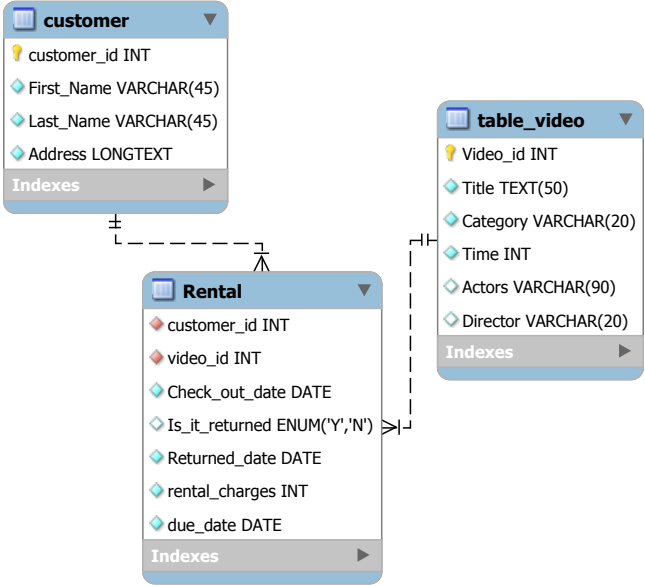 customer
customer_id INT
First_Name VARCHAR(45)
Last_Name VARCHAR(45)
Address LONGTEXT
Indexes
table_video
Video_id INT
Title TEXT(50)
Category VARCHAR(20)
Time INT
Actors VARCHAR(90)
Director VARCHAR(20)
Indexes
Rental
customer_id INT
video_id INT
Check_out_date DATE
Is_it_returned ENUM('Y','N')
Returned_date DATE
rental_charges INT
due_date DATE
Indexes